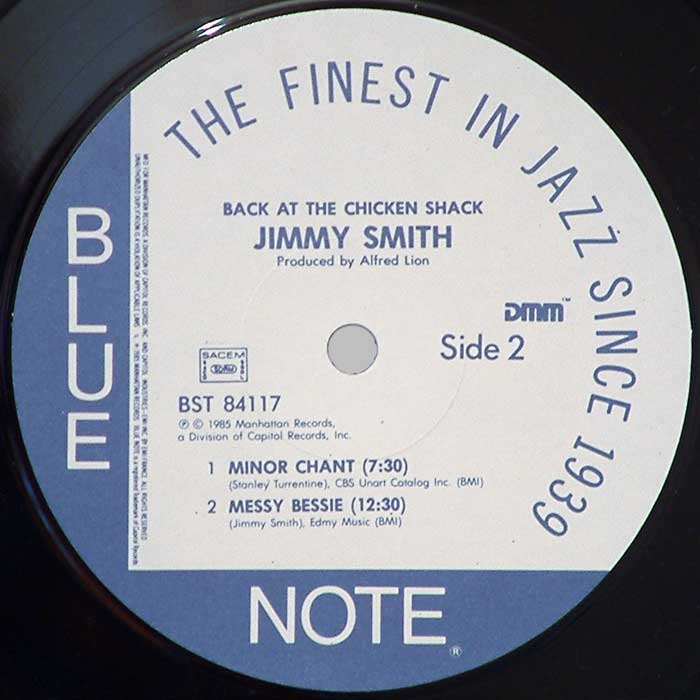 THE FINEST IN JAZZ SINCE 1939
BACK AT THE CHICKEN SHACK
JIMMY SMITH
Produced by Alfred Lion
DMM™
Side 2
SACEM
BST 84117
℗ © 1985 Manhattan Records,
a Division of Capitol Records, Inc.
1 MINOR CHANT (7:30)
(Stanley Turrentine), CBS Unart Catalog Inc. (BMI)
2 MESSY BESSIE (12:30)
(Jimmy Smith), Edmy Music (BMI)
BLUE
NOTE®